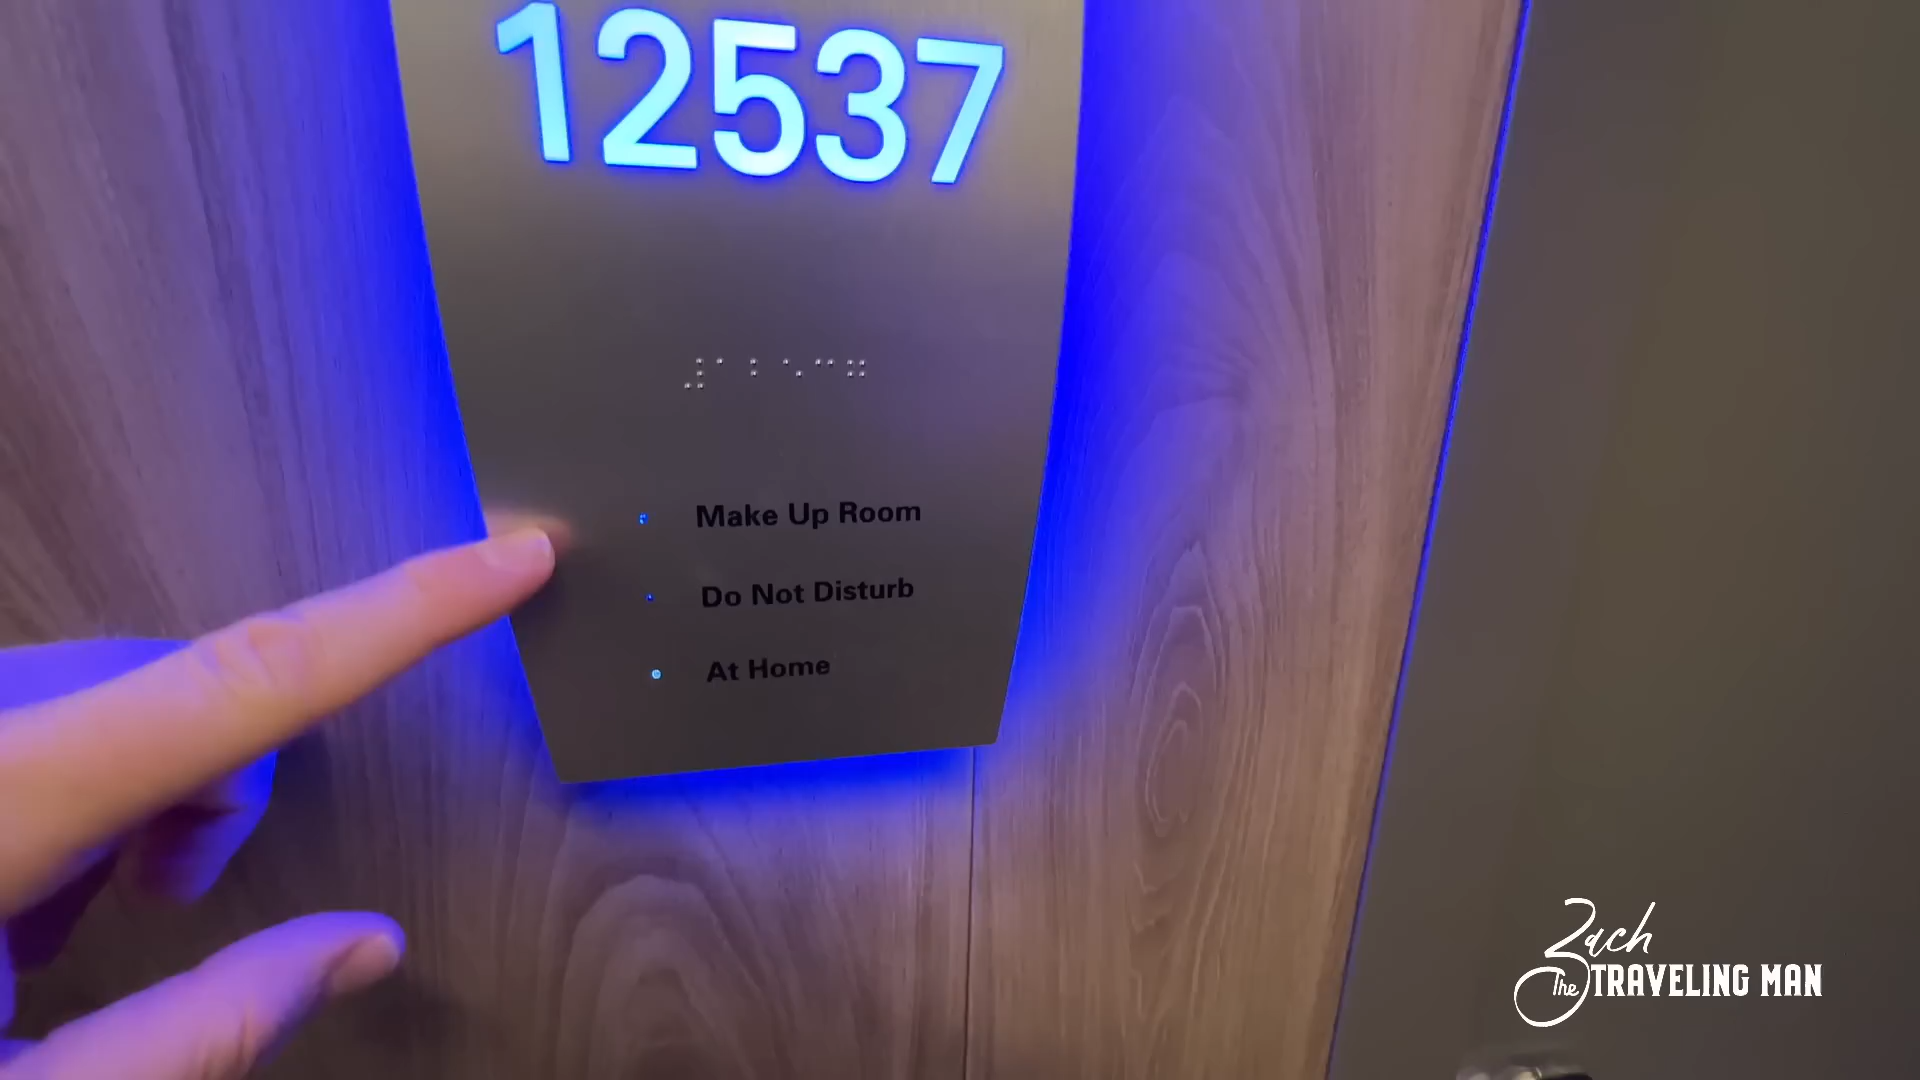 12537
⠼⠁⠃⠑⠉⠛
Make Up Room
Do Not Disturb
At Home
Zach
The TRAVELING MAN